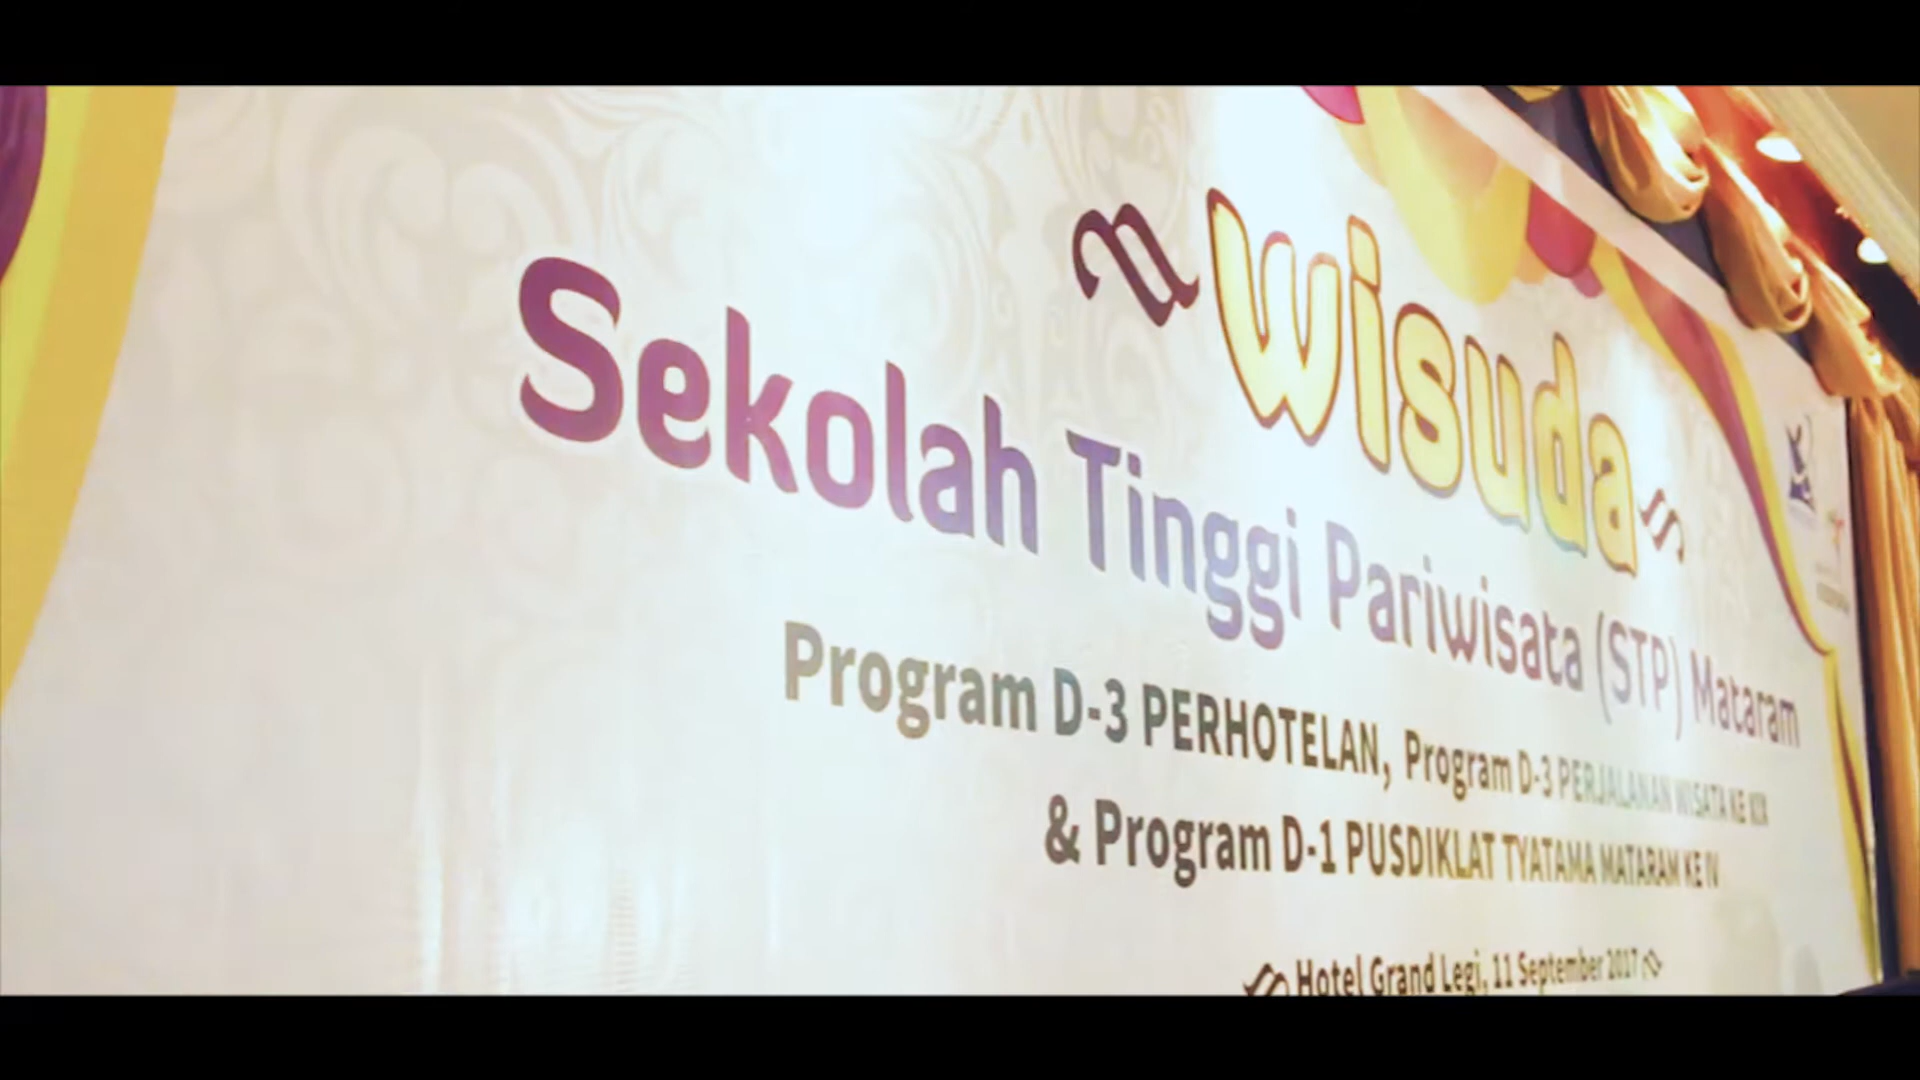 Wisuda
Sekolah Tinggi Pariwisata (STP) Mataram
Program D-3 PERHOTELAN, Program D-3 PERJALANAN WISATA KE XIX
& Program D-1 PUSDIKLAT TYATAMA MATARAM KE IV
Hotel Grand Legi, 11 September 2017